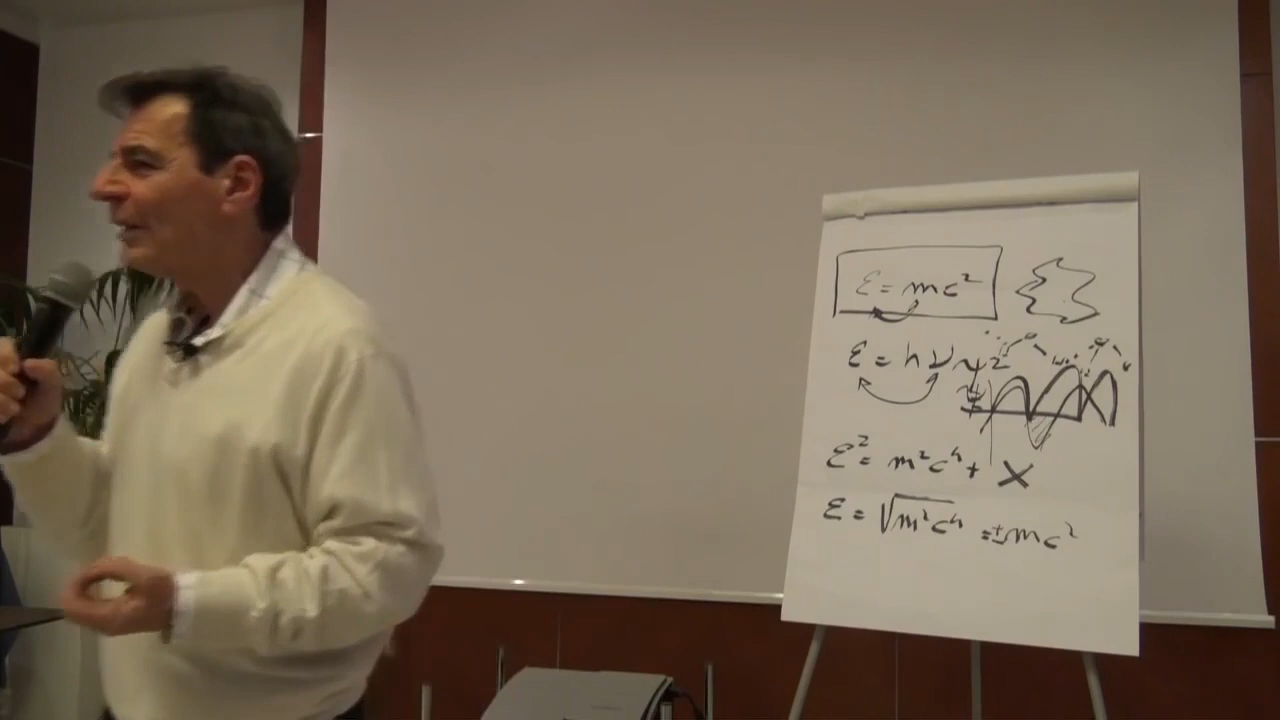 ℰ = mc²
ℰ = hν
ℰ² = m²c⁴ + X
ℰ = √m²c⁴ = ±mc²